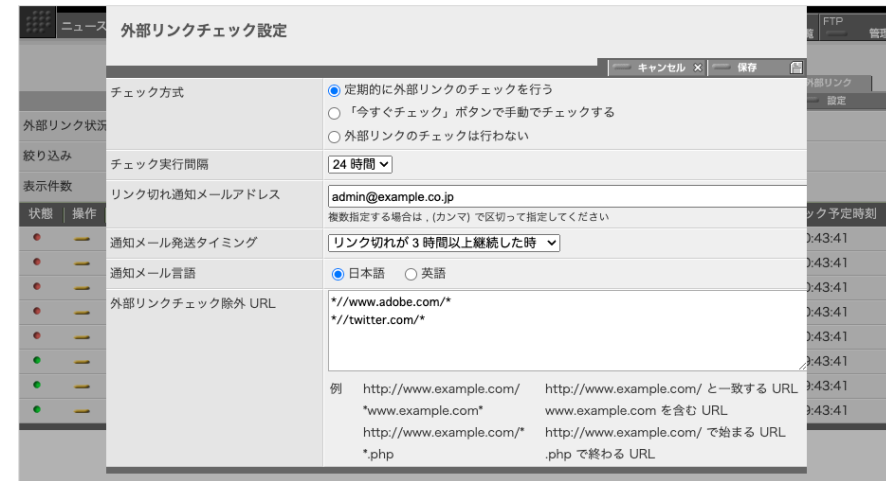 ニュース
FTP
管理
外部リンクチェック設定
キャンセル × 保存
外部リンク
設定
チェック方式
定期的に外部リンクのチェックを行う
「今すぐチェック」ボタンで手動でチェックする
外部リンクのチェックは行わない
外部リンク状況
絞り込み
チェック実行間隔
24 時間
表示件数
リンク切れ通知メールアドレス
admin@example.co.jp
複数指定する場合は , (カンマ) で区切って指定してください
状態 操作
ック予定時刻
通知メール発送タイミング
リンク切れが 3 時間以上継続した時
0:43:41
0:43:41
通知メール言語
日本語
英語
0:43:41
外部リンクチェック除外 URL
*//www.adobe.com/*
*//twitter.com/*
0:43:41
0:43:41
9:43:41
9:43:41
9:43:41
例 http://www.example.com/ http://www.example.com/ と一致する URL
*www.example.com* www.example.com を含む URL
http://www.example.com/* http://www.example.com/ で始まる URL
*.php .php で終わる URL